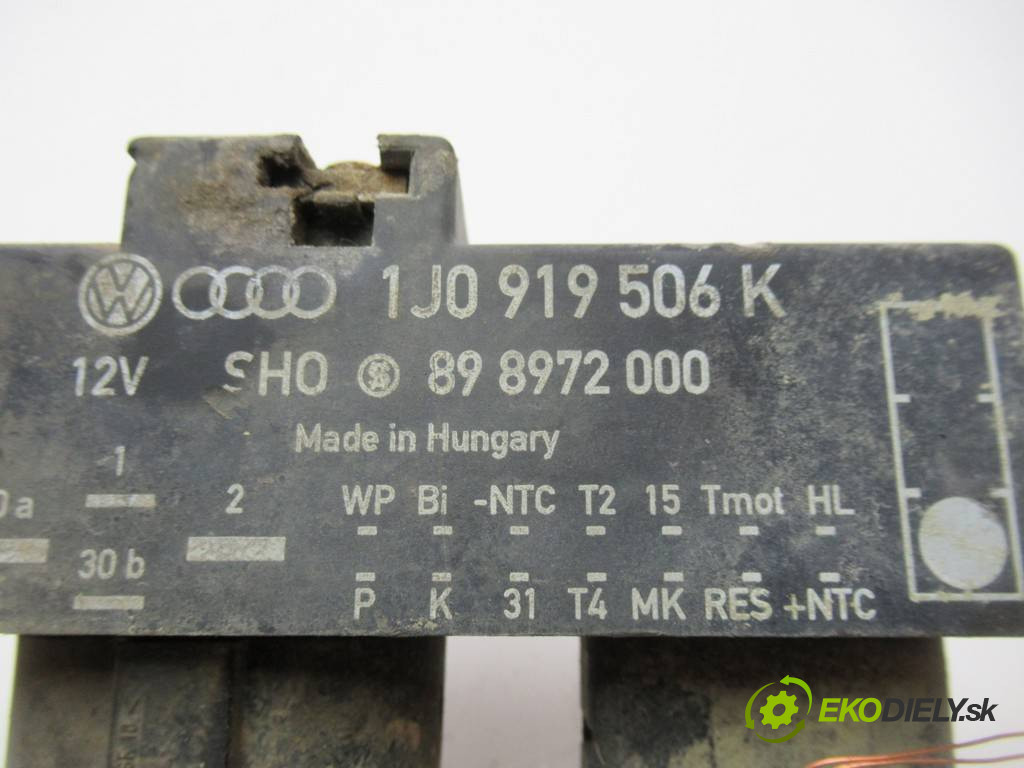 1J0 919 506 K
12V SHO 89 8972 000
Made in Hungary
1
0a 2 WP Bi -NTC T2 15 Tmot HL
30 b
P K 31 T4 MK RES +NTC
EKODIELY.sk